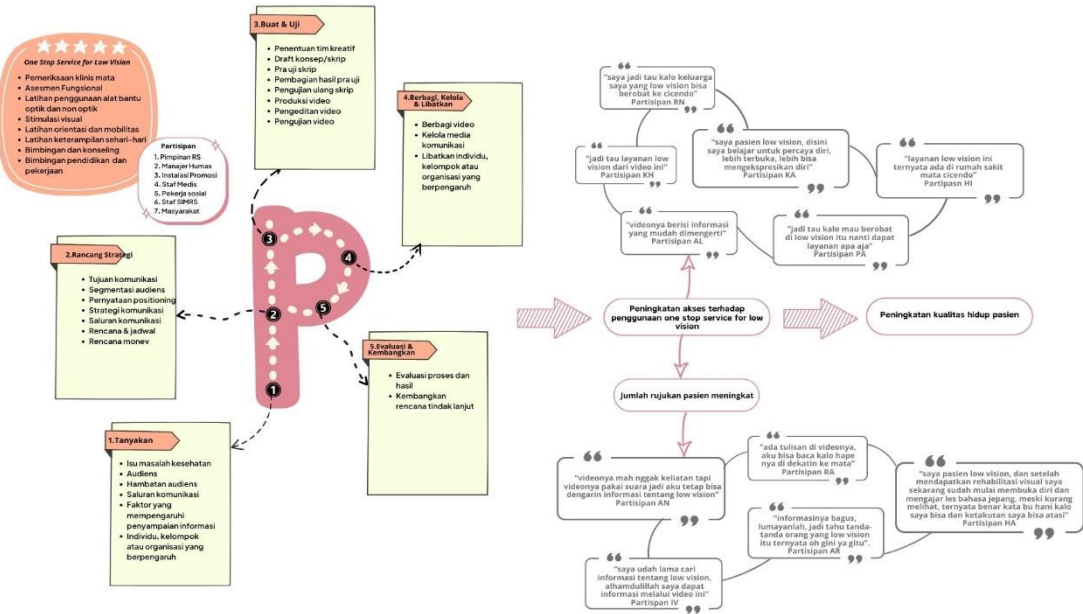 One Stop Service for Low Vision
Pemeriksaan klinis mata
Asesmen Fungsional
Latihan penggunaan alat bantu
optik dan non optik
Stimulasi visual
Latihan orientasi dan mobilitas
Latihan keterampilan sehari-hari
Bimbingan dan konseling
Bimbingan pendidikan dan
pekerjaan
Partisipan
1. Pimpinan RS
2. Manajer Humas
3. Instalasi Promosi
4. Staf Medis
5. Pekerja sosial
6. Staf SIMRS
7. Masyarakat
3.Buat & Uji
Penentuan tim kreatif
Draft konsep/skrip
Pra uji skrip
Pembagian hasil pra uji
Pengujian ulang skrip
Produksi video
Pengeditan video
Pengujian video
4.Berbagi, Kelola
& Libatkan
Berbagi video
Kelola media
komunikasi
Libatkan individu,
kelompok atau
organisasi yang
berpengaruh
2.Rancang Strategi
Tujuan komunikasi
Segmentasi audiens
Pernyataan positioning
Strategi komunikasi
Saluran komunikasi
Rencana & jadwal
Rencana monev
P
3
4
5
2
1
5.Evaluasi &
Kembangkan
Evaluasi proses dan
hasil
Kembangkan
rencana tindak lanjut
1.Tanyakan
Isu masalah kesehatan
Audiens
Hambatan audiens
Saluran komunikasi
Faktor yang
mempengaruhi
penyampaian informasi
Individu, kelompok
atau organisasi yang
berpengaruh
"saya jadi tau kalo keluarga
saya yang low vision bisa
berobat ke cicendo"
Partisipan RN
"jadi tau layanan low
vision dari video ini"
Partisipan KH
"saya pasien low vision, disini
saya belajar untuk percaya diri,
lebih terbuka, lebih bisa
mengekspresikan diri"
Partisipan KA
"layanan low vision ini
ternyata ada di rumah sakit
mata cicendo"
Partipasn HI
"videonya berisi informasi
yang mudah dimengerti"
Partisipan AL
"jadi tau kalo mau berobat
di low vision itu nanti dapat
layanan apa aja"
Partisipan PA
Peningkatan akses terhadap
penggunaan one stop service for low
vision
Peningkatan kualitas hidup pasien
Jumlah rujukan pasien meningkat
"videonya mah nggak keliatan tapi
videonya pakai suara jadi aku tetap bisa
dengarin informasi tentang low vision"
Partisipan AN
"ada tulisan di videonya,
aku bisa baca kalo hape
nya di dekatin ke mata"
Partisipan RA
"saya pasien low vision, dan setelah
mendapatkan rehabilitasi visual saya
sekarang sudah mulai membuka diri dan
mengajar les bahasa jepang, meski kurang
melihat, ternyata benar kata bu hani kalo
saya bisa dan ketakutan saya bisa atasi"
Partisipan HA
"informasinya bagus,
lumayanlah, jadi tahu tanda-
tanda orang yang low vision
itu ternyata oh gini ya gitu".
Partisipan AR
"saya udah lama cari
informasi tentang low vision,
alhamdulillah saya dapat
informasi melalui video ini"
Partispan IV